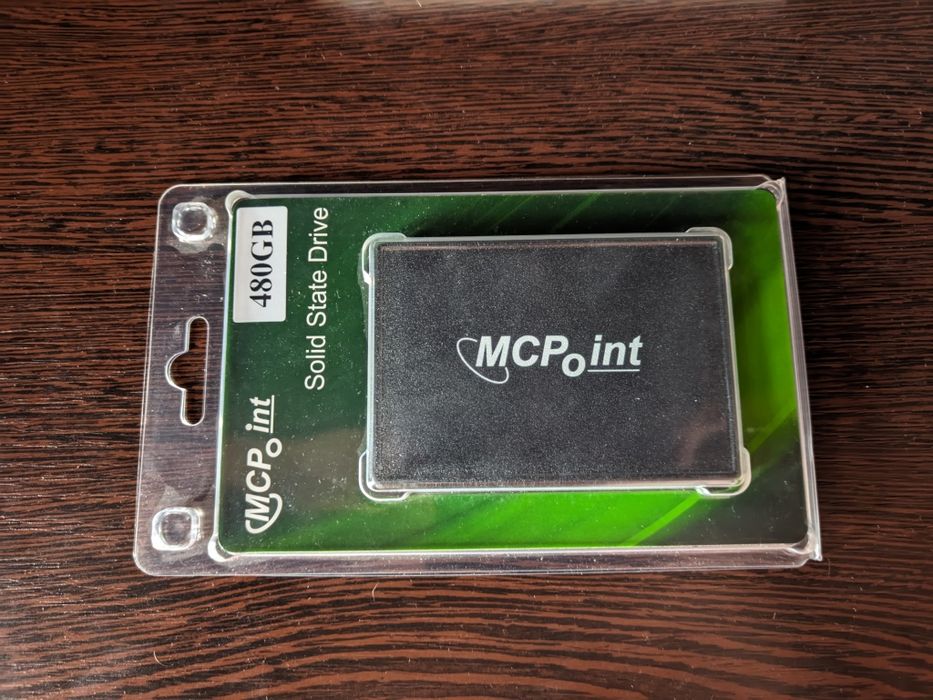 MCPoint
Solid State Drive
480GB
MCPoint